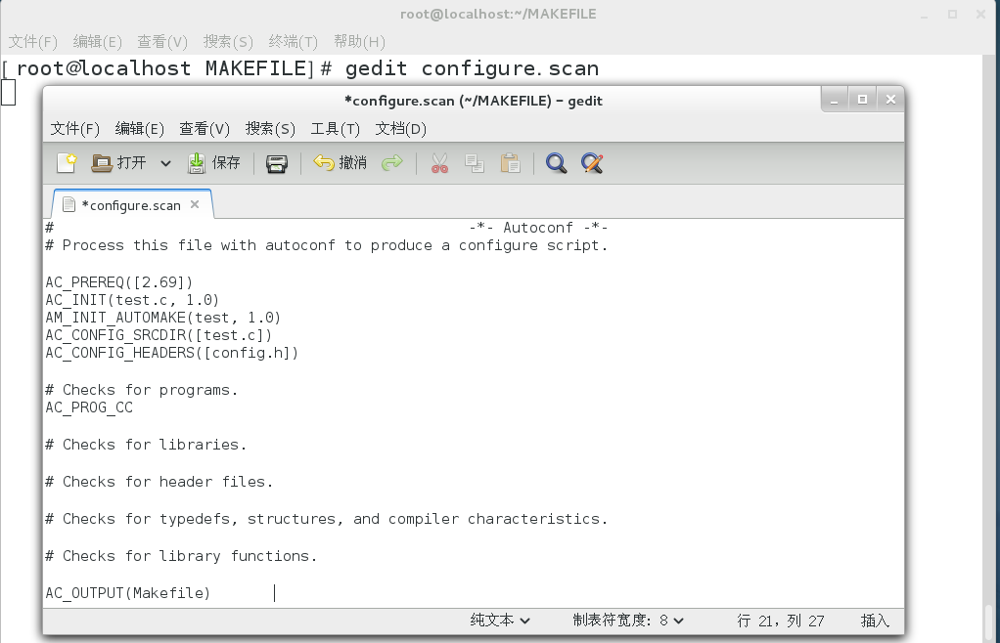 root@localhost:~/MAKEFILE
文件(F) 编辑(E) 查看(V) 搜索(S) 终端(T) 帮助(H)
[root@localhost MAKEFILE]# gedit configure.scan
*configure.scan (~/MAKEFILE) - gedit
文件(F) 编辑(E) 查看(V) 搜索(S) 工具(T) 文档(D)
打开 保存 撤消
*configure.scan
# -*- Autoconf -*-
# Process this file with autoconf to produce a configure script.
AC_PREREQ([2.69])
AC_INIT(test.c, 1.0)
AM_INIT_AUTOMAKE(test, 1.0)
AC_CONFIG_SRCDIR([test.c])
AC_CONFIG_HEADERS([config.h])
# Checks for programs.
AC_PROG_CC
# Checks for libraries.
# Checks for header files.
# Checks for typedefs, structures, and compiler characteristics.
# Checks for library functions.
AC_OUTPUT(Makefile)
纯文本 制表符宽度: 8 行 21, 列 27 插入